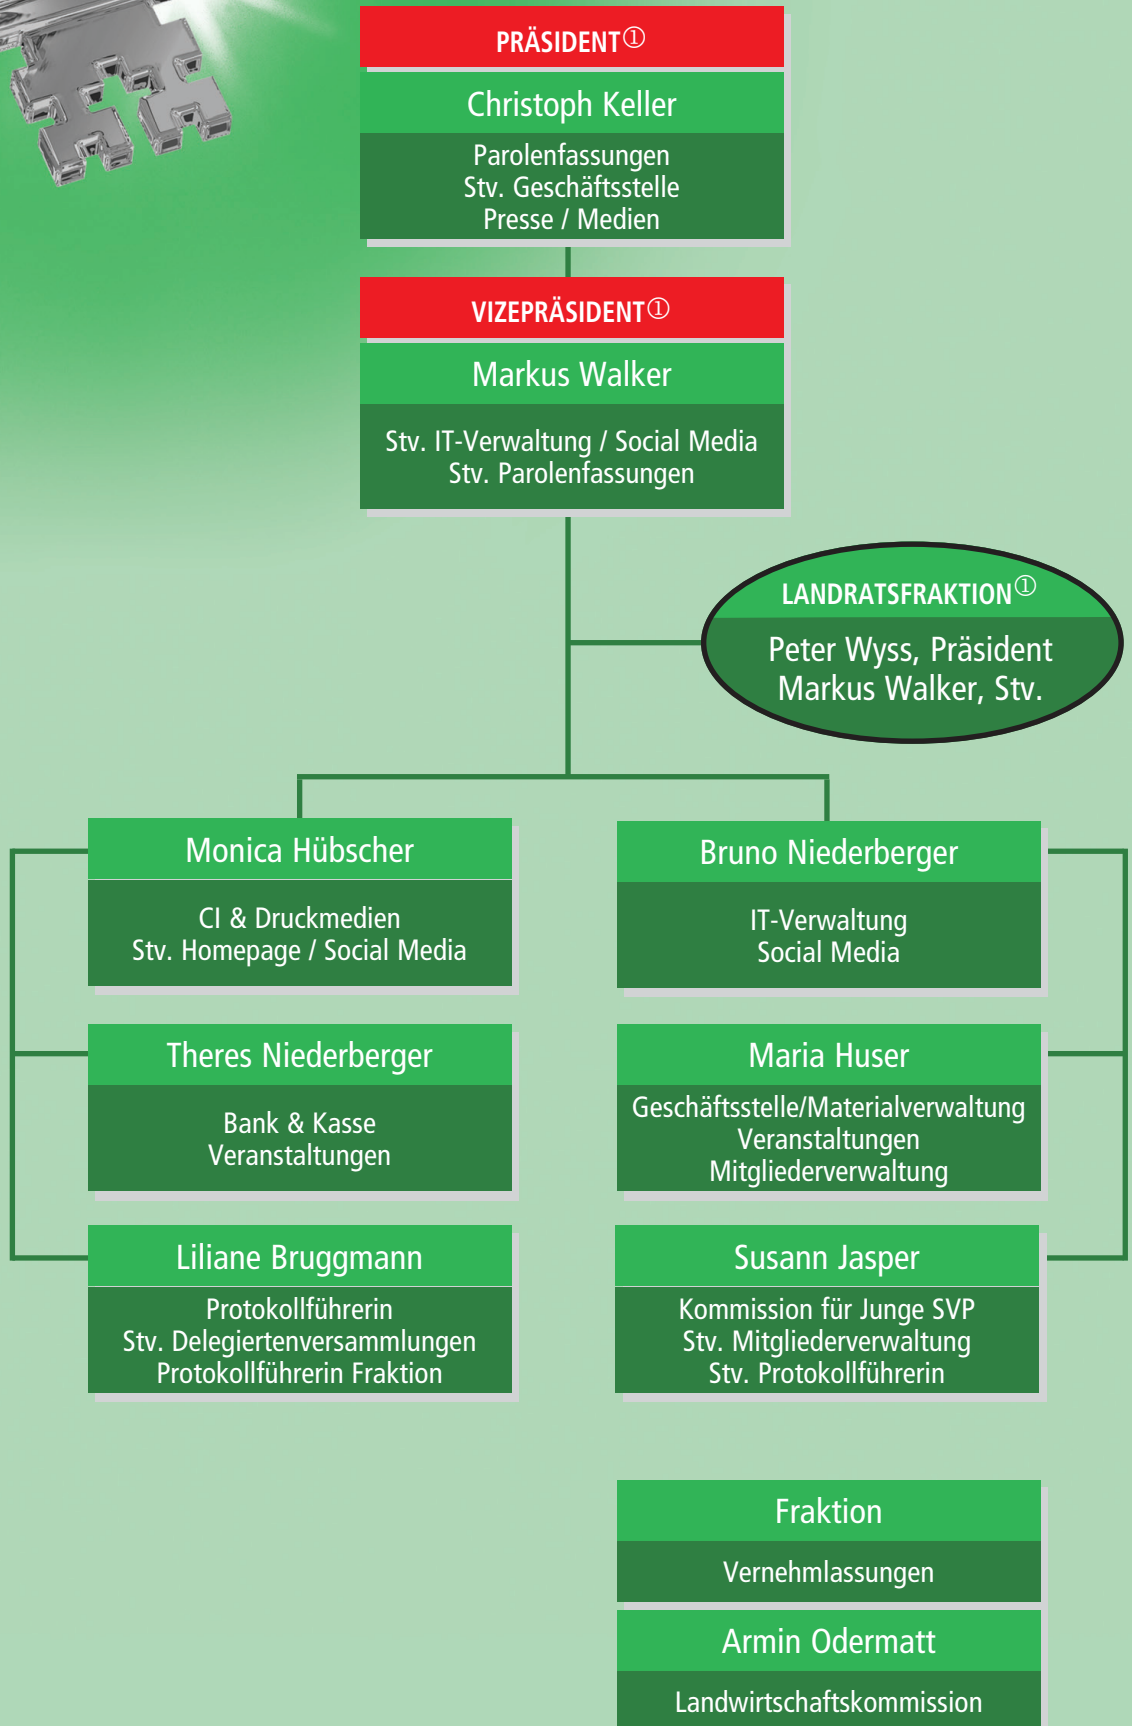 PRÄSIDENT①
Christoph Keller
Parolenfassungen
Stv. Geschäftsstelle
Presse / Medien
VIZEPRÄSIDENT①
Markus Walker
Stv. IT-Verwaltung / Social Media
Stv. Parolenfassungen
LANDRATSFRAKTION①
Peter Wyss, Präsident
Markus Walker, Stv.
Monica Hübscher
CI & Druckmedien
Stv. Homepage / Social Media
Bruno Niederberger
IT-Verwaltung
Social Media
Theres Niederberger
Bank & Kasse
Veranstaltungen
Maria Huser
Geschäftsstelle/Materialverwaltung
Veranstaltungen
Mitgliederverwaltung
Liliane Bruggmann
Protokollführerin
Stv. Delegiertenversammlungen
Protokollführerin Fraktion
Susann Jasper
Kommission für Junge SVP
Stv. Mitgliederverwaltung
Stv. Protokollführerin
Fraktion
Vernehmlassungen
Armin Odermatt
Landwirtschaftskommission